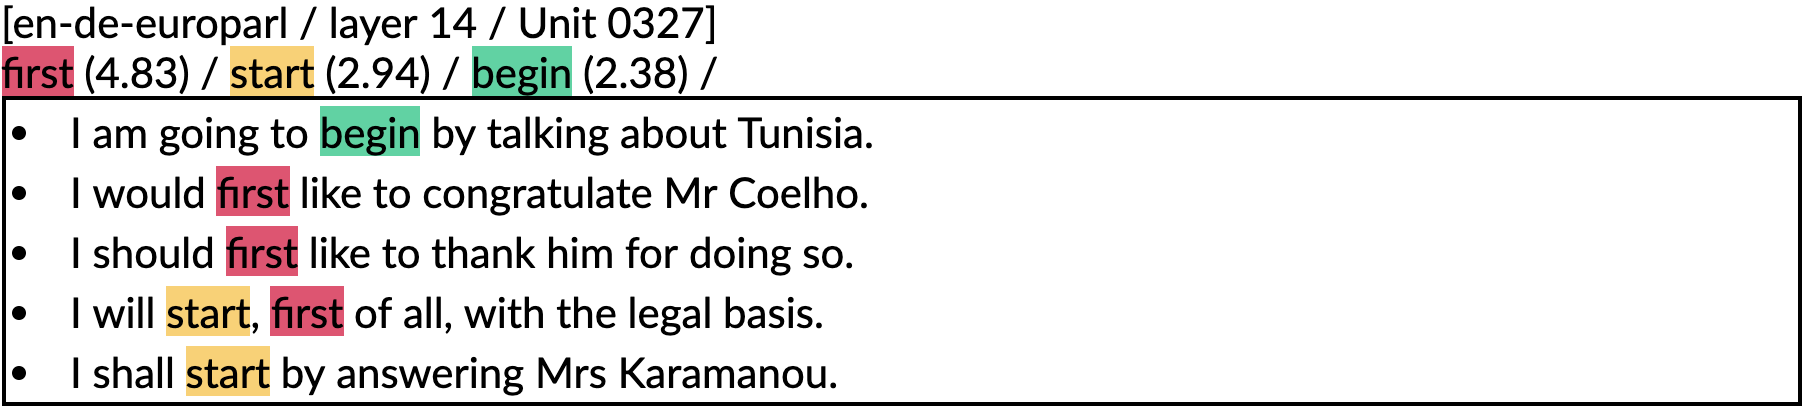 [en-de-europarl / layer 14 / Unit 0327]
first (4.83) / start (2.94) / begin (2.38) /
• I am going to begin by talking about Tunisia.
• I would first like to congratulate Mr Coelho.
• I should first like to thank him for doing so.
• I will start, first of all, with the legal basis.
• I shall start by answering Mrs Karamanou.